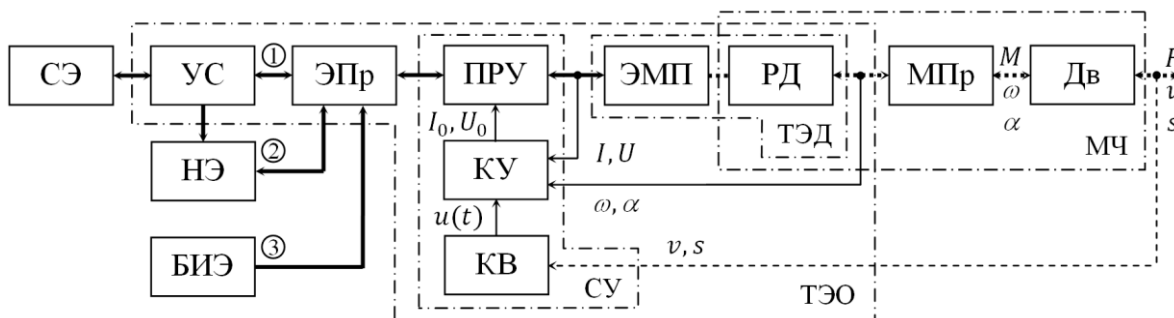 СЭ УС ① ЭПр ПРУ ЭМП РД МПр M Дв
ω
α
I₀, U₀ ТЭД МЧ
НЭ ② КУ I, U
u(t) ω, α
БИЭ ③ КВ v, s
СУ ТЭО